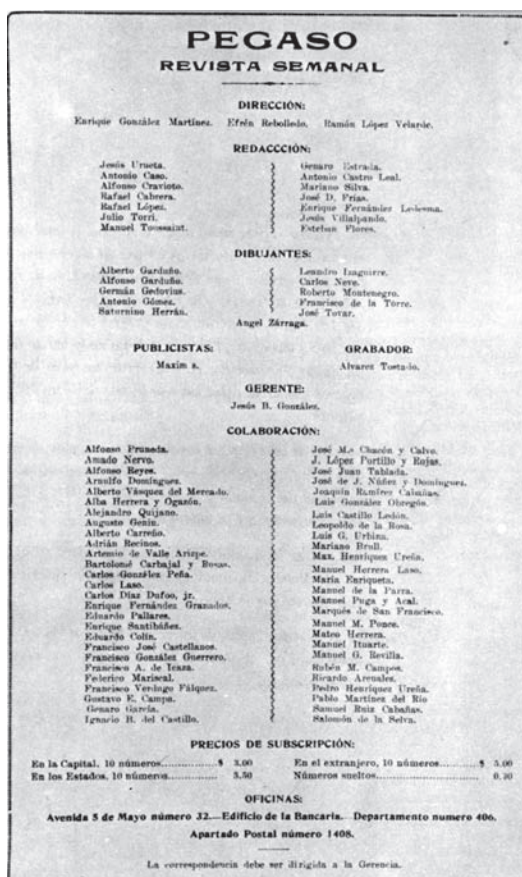 PEGASO
REVISTA SEMANAL
DIRECCIÓN:
Enrique González Martínez. Efrén Rebolledo. Ramón López Velarde.
REDACCCIÓN:
Jesús Urueta.
Antonio Caso.
Alfonso Cravioto.
Rafael Cabrera.
Rafael López.
Julio Torri.
Manuel Toussaint.
Genaro Estrada.
Antonio Castro Leal.
Mariano Silva.
José D. Frías.
Enrique Fernández Ledesma.
Jesús Villalpando.
Esteban Flores.
DIBUJANTES:
Alberto Garduño.
Alfonso Garduño.
Germán Gedovius.
Antonio Gómez.
Saturnino Herrán.
Leandro Izaguirre.
Carlos Neve.
Roberto Montenegro.
Francisco de la Torre.
José Tovar.
Angel Zárraga.
PUBLICISTAS:
Maxim s.
GRABADOR:
Alvarez Tostado.
GERENTE:
Jesús B. González.
COLABORACIÓN:
Alfonso Pruneda.
Amado Nervo.
Alfonso Reyes.
Arnulfo Domínguez.
Alberto Vásquez del Mercado.
Alba Herrera y Ogazón.
Alejandro Quijano.
Augusto Genin.
Alberto Carreño.
Adrián Recinos.
Artemio de Valle Arizpe.
Bartolomé Carbajal y Rosas.
Carlos González Peña.
Carlos Laso.
Carlos Díaz Dufoo, jr.
Enrique Fernández Granados.
Eduardo Pallares.
Enrique Santibáñez.
Eduardo Colín.
Francisco José Castellanos.
Francisco González Guerrero.
Francisco A. de Icaza.
Federico Mariscal.
Francisco Verdugo Fálquez.
Gustavo E. Campa.
Genaro García.
Ignacio B. del Castillo.
José M.ª Chacón y Calvo.
J. López Portillo y Rojas.
José Juan Tablada.
José de J. Núñez y Domínguez.
Joaquín Ramírez Cabañas.
Luis González Obregón.
Luis Castillo Ledón.
Leopoldo de la Rosa.
Luis G. Urbina.
Mariano Brull.
Max. Henríquez Ureña.
Manuel Herrera Laso.
María Enriqueta.
Manuel de la Parra.
Manuel Puga y Acal.
Marqués de San Francisco.
Manuel M. Ponce.
Mateo Herrera.
Manuel Ituarte.
Manuel G. Revilla.
Rubén M. Campos.
Ricardo Arenales.
Pedro Henríquez Ureña.
Pablo Martínez del Río
Samuel Ruiz Cabañas.
Salomón de la Selva.
PRECIOS DE SUBSCRIPCIÓN:
En la Capital, 10 números............... $ 3.00
En los Estados, 10 números............... 3.50
En el extranjero, 10 números............ $ 5.00
Números sueltos............................ 0.30
OFICINAS:
Avenida 5 de Mayo número 32.—Edificio de la Bancaria.—Departamento numero 406.
Apartado Postal número 1408.
La correspondencia debe ser dirigida a la Gerencia.